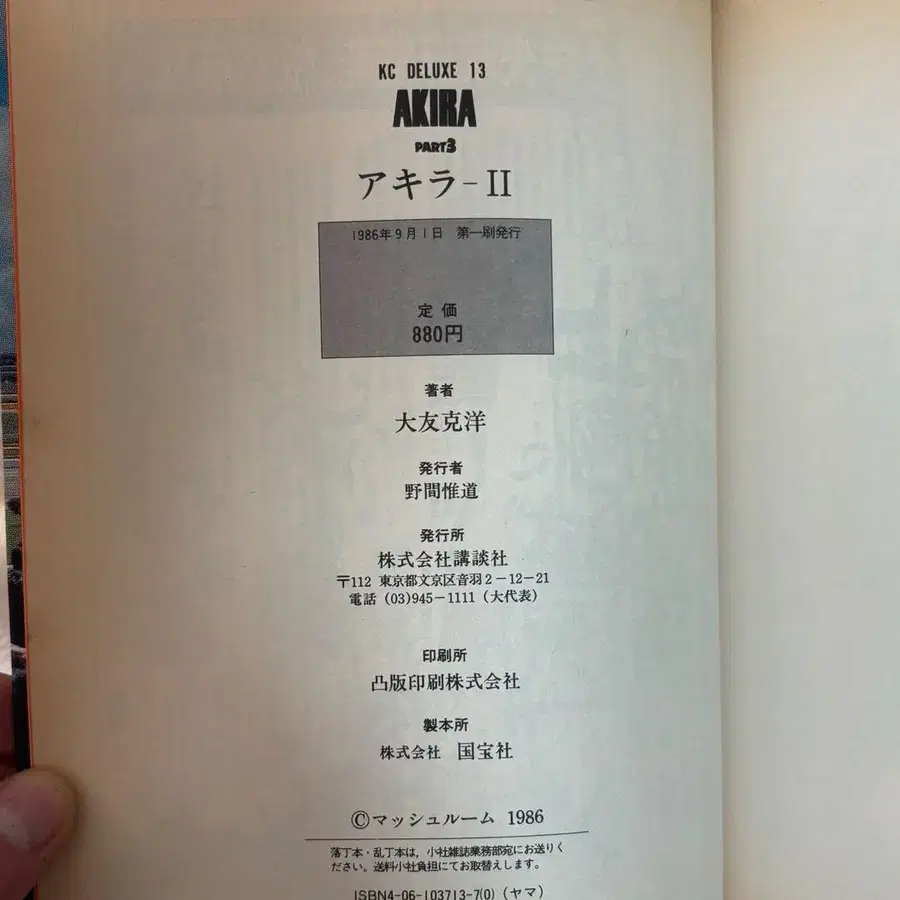 KC DELUXE 13
AKIRA
PART3
アキラ-II
1986年9月1日 第一刷発行
定価
880円
著者
大友克洋
発行者
野間惟道
発行所
株式会社講談社
〒112 東京都文京区音羽2-12-21
電話 (03)945-1111 (大代表)
印刷所
凸版印刷株式会社
製本所
株式会社 国宝社
©マッシュルーム 1986
落丁本・乱丁本は,小社雑誌業務部宛にお送りく
ださい。送料小社負担にてお取替えします。
ISBN4-06-103713-7(0) (ヤマ)